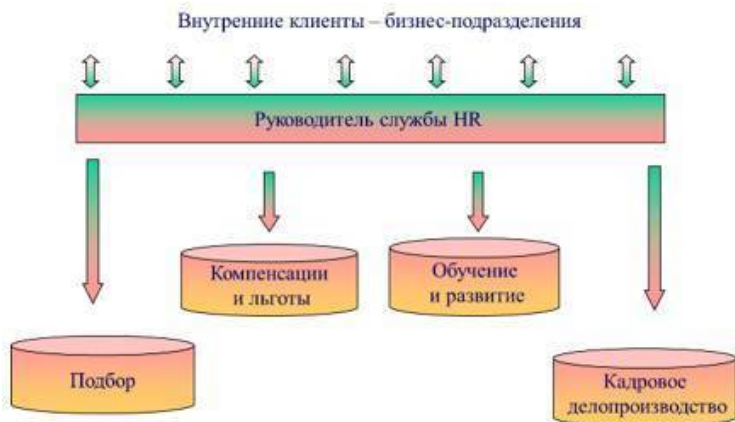 Внутренние клиенты – бизнес-подразделения
Руководитель службы HR
Компенсации
и льготы
Обучение
и развитие
Подбор
Кадровое
делопроизводство